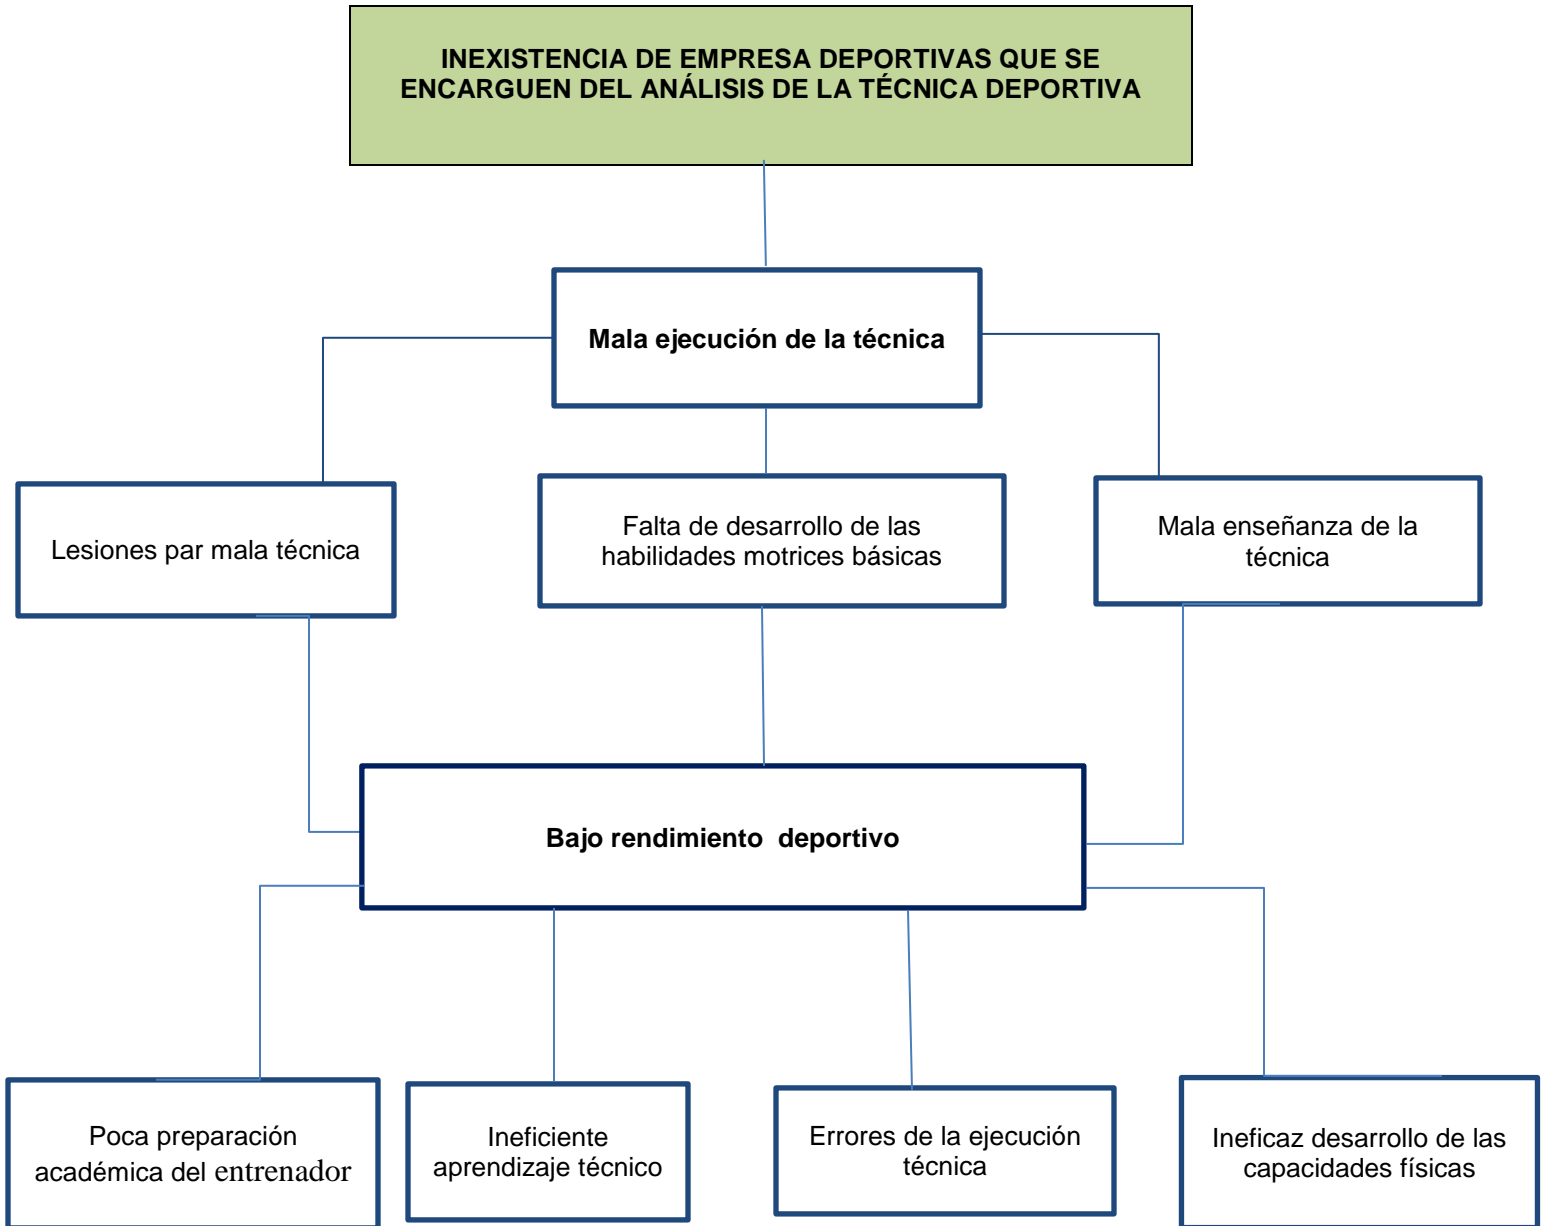 INEXISTENCIA DE EMPRESA DEPORTIVAS QUE SE
ENCARGUEN DEL ANÁLISIS DE LA TÉCNICA DEPORTIVA
Mala ejecución de la técnica
Lesiones par mala técnica
Falta de desarrollo de las
habilidades motrices básicas
Mala enseñanza de la
técnica
Bajo rendimiento  deportivo
Poca preparación
académica del entrenador
Ineficiente
aprendizaje técnico
Errores de la ejecución
técnica
Ineficaz desarrollo de las
capacidades físicas